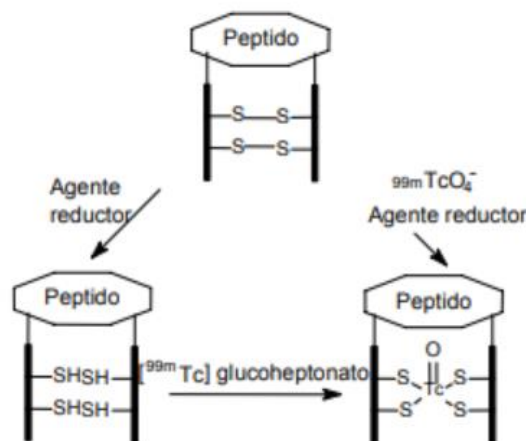 Peptido
S S
S S
Agente
reductor
99mTcO4-
Agente reductor
Peptido
Peptido
SHSH
SHSH
[99mTc] glucoheptonato
O
S Tc S
S S